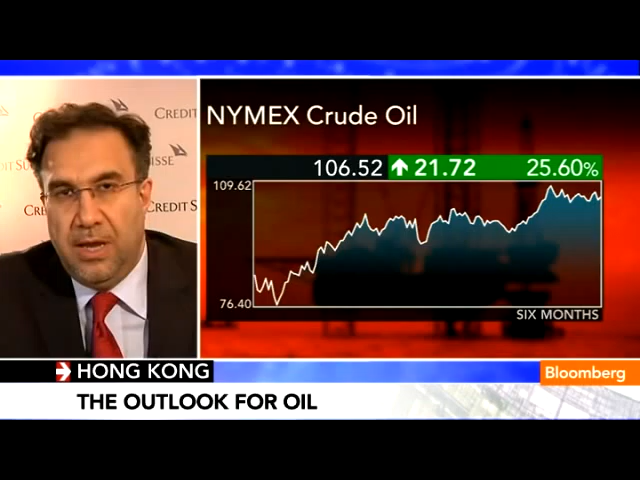 NYMEX Crude Oil
106.52 21.72 25.60%
109.62
76.40
SIX MONTHS
CREDIT
CREDIT SUISSE
HONG KONG
Bloomberg
THE OUTLOOK FOR OIL